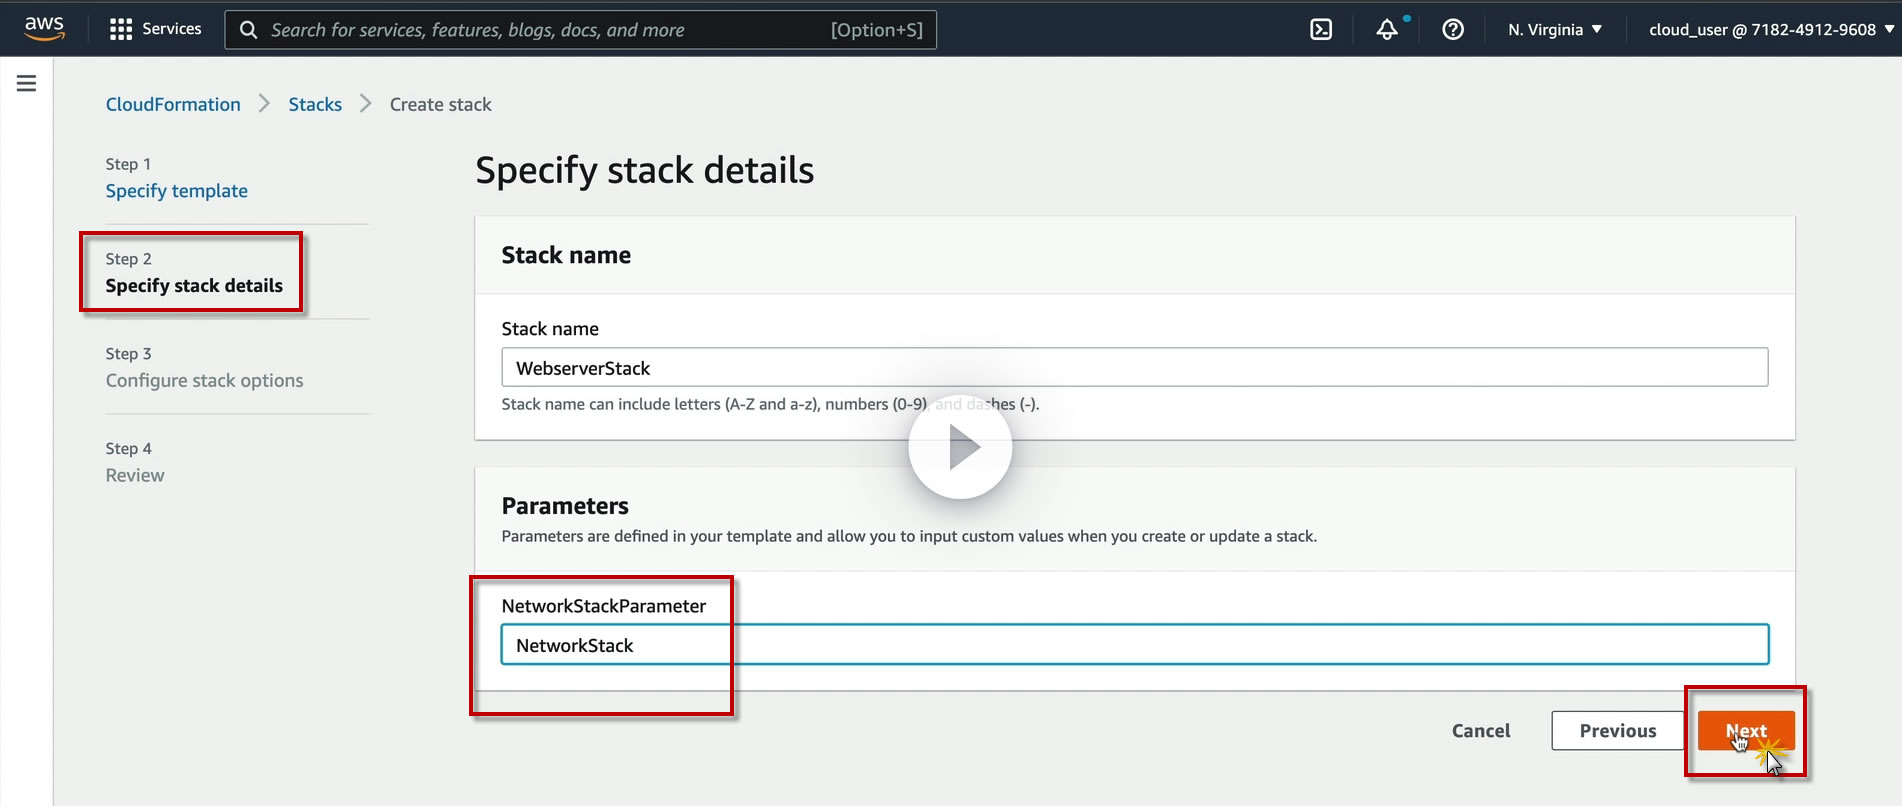 aws
Services
Search for services, features, blogs, docs, and more [Option+S]
N. Virginia
cloud_user @ 7182-4912-9608
CloudFormation
Stacks
Create stack
Step 1
Specify template
Step 2
Specify stack details
Step 3
Configure stack options
Step 4
Review
Specify stack details
Stack name
Stack name
WebserverStack
Stack name can include letters (A-Z and a-z), numbers (0-9), and dashes (-).
Parameters
Parameters are defined in your template and allow you to input custom values when you create or update a stack.
NetworkStackParameter
NetworkStack
Cancel
Previous
Next